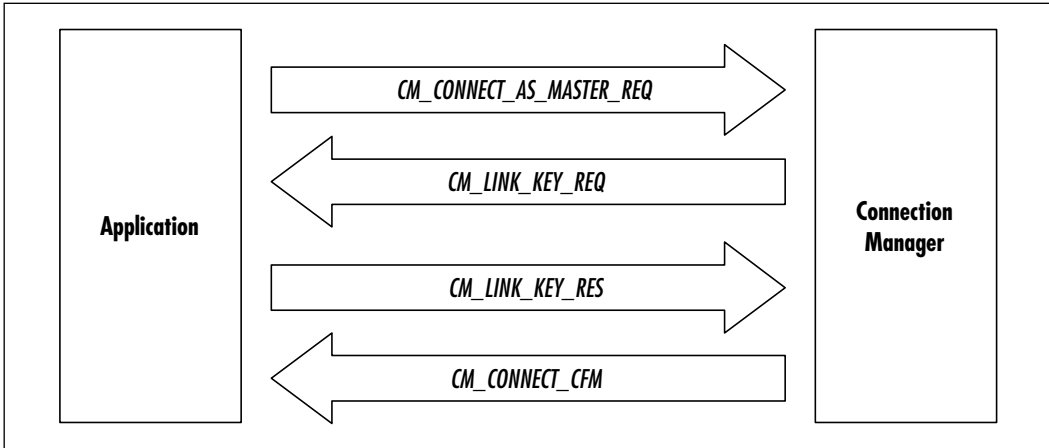 CM_CONNECT_AS_MASTER_REQ
CM_LINK_KEY_REQ
Application
Connection
Manager
CM_LINK_KEY_RES
CM_CONNECT_CFM